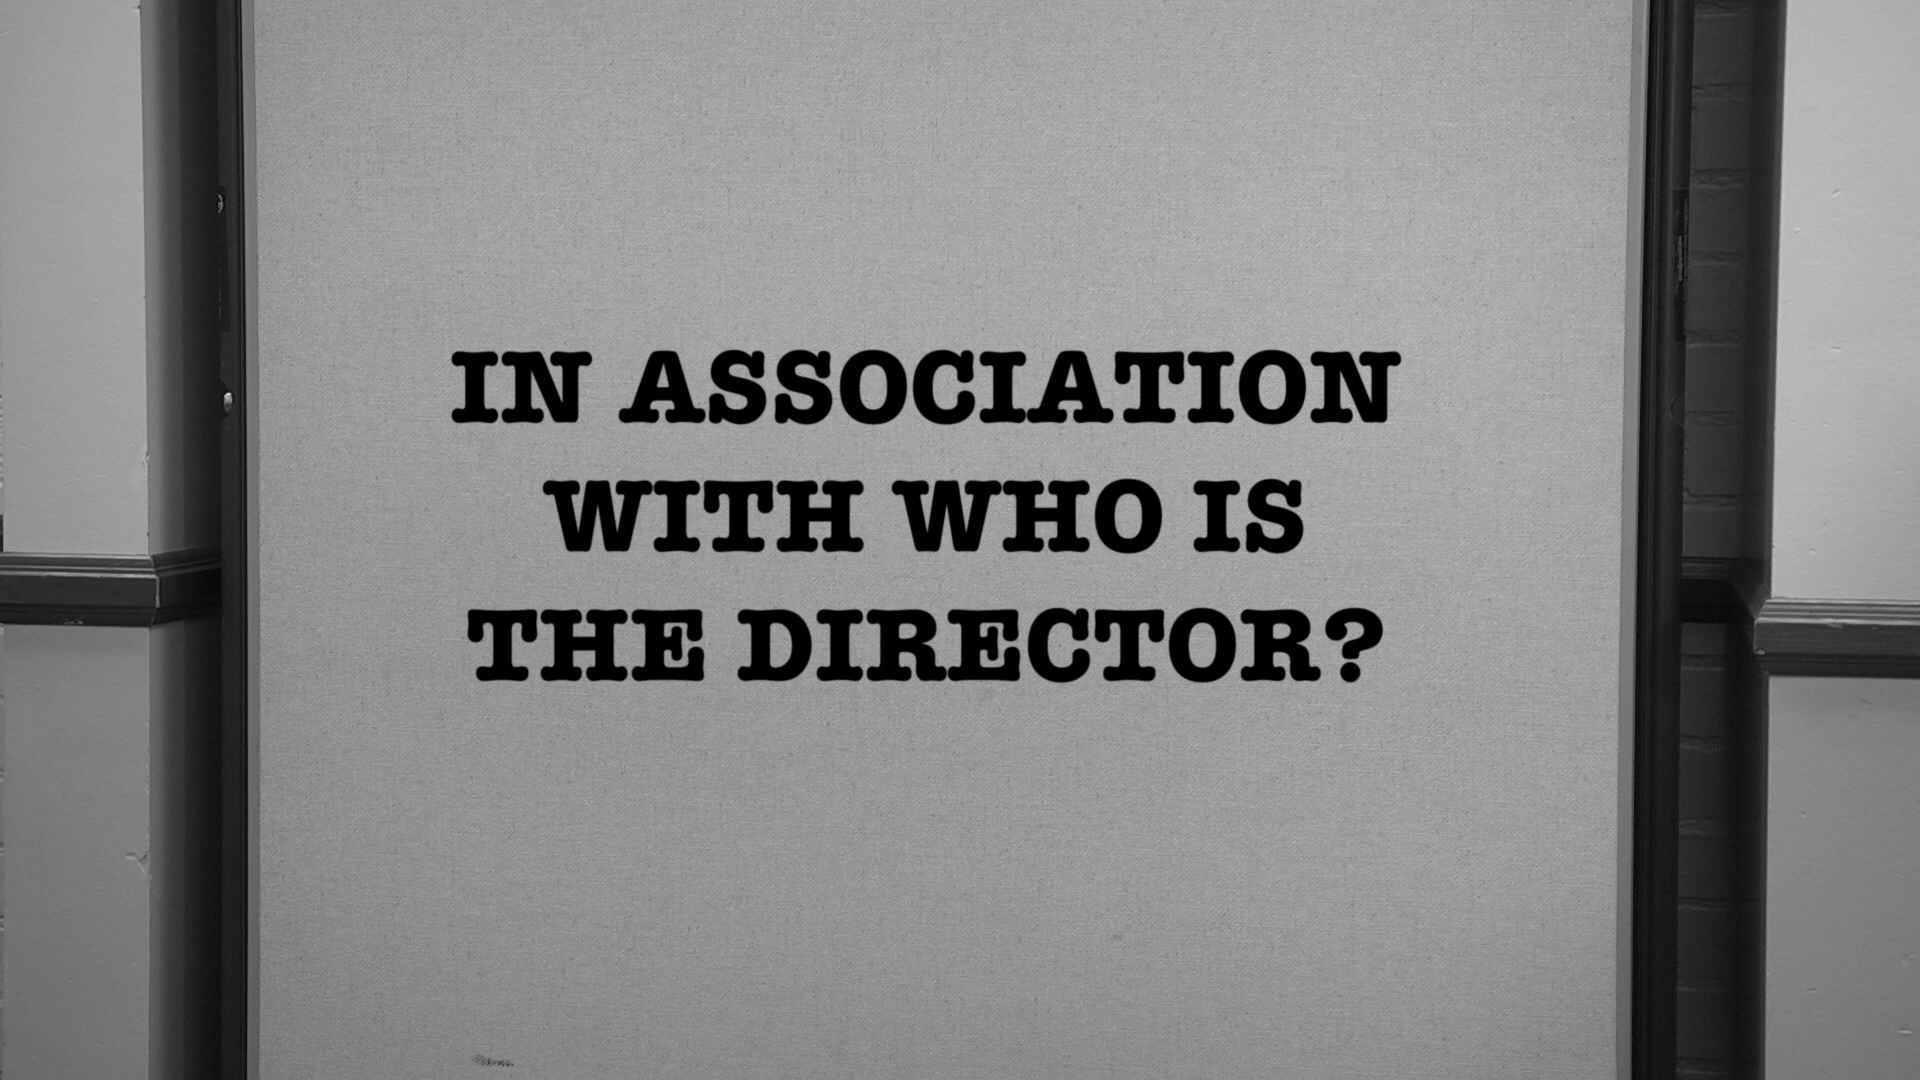 IN ASSOCIATION
WITH WHO IS
THE DIRECTOR?